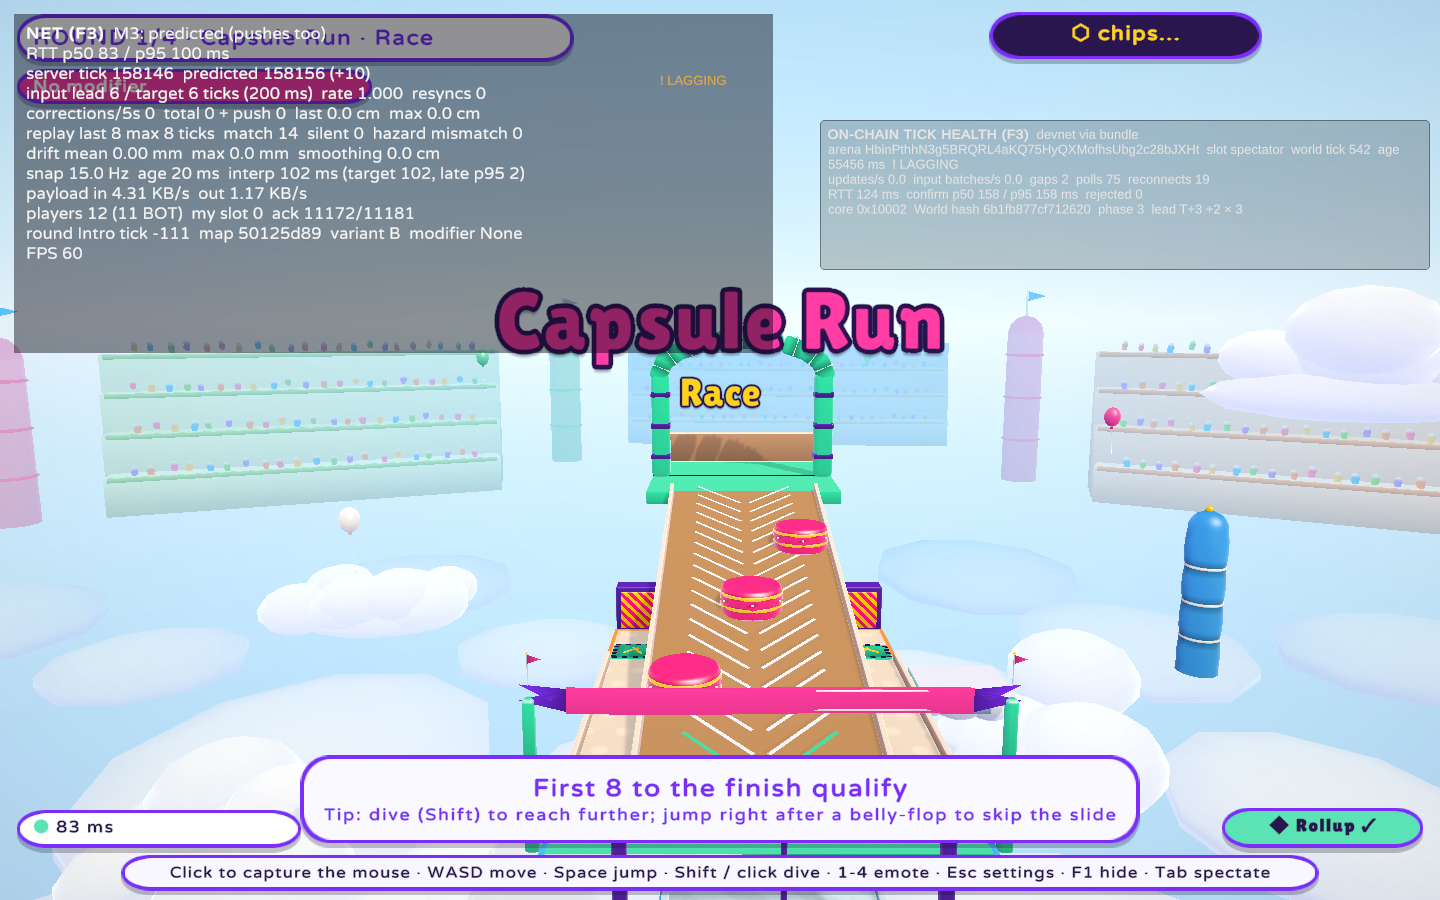 ROUND 1/4 · Capsule Run · Race
No modifier
NET (F3) M3: predicted (pushes too)
RTT p50 83 / p95 100 ms
server tick 158146 predicted 158156 (+10)
! LAGGING
input lead 6 / target 6 ticks (200 ms) rate 1.000 resyncs 0
corrections/5s 0 total 0 + push 0 last 0.0 cm max 0.0 cm
replay last 8 max 8 ticks match 14 silent 0 hazard mismatch 0
drift mean 0.00 mm max 0.0 mm smoothing 0.0 cm
snap 15.0 Hz age 20 ms interp 102 ms (target 102, late p95 2)
payload in 4.31 KB/s out 1.17 KB/s
players 12 (11 BOT) my slot 0 ack 11172/11181
round Intro tick -111 map 50125d89 variant B modifier None
FPS 60
chips...
ON-CHAIN TICK HEALTH (F3) devnet via bundle
arena HbinPthhN3g5BRQRL4aKQ75HyQXMofhsUbg2c28bJXHt slot spectator world tick 542 age
55456 ms ! LAGGING
updates/s 0.0 input batches/s 0.0 gaps 2 polls 75 reconnects 19
RTT 124 ms confirm p50 158 / p95 158 ms rejected 0
core 0x10002 World hash 6b1fb877cf712620 phase 3 lead T+3 +2 × 3
Capsule Run
Race
First 8 to the finish qualify
Tip: dive (Shift) to reach further; jump right after a belly-flop to skip the slide
83 ms
◆ Rollup ✓
Click to capture the mouse · WASD move · Space jump · Shift / click dive · 1-4 emote · Esc settings · F1 hide · Tab spectate